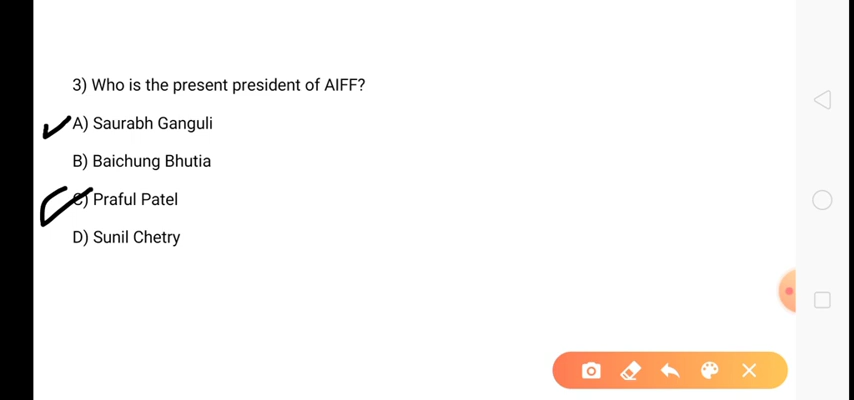 3) Who is the present president of AIFF?
A) Saurabh Ganguli
B) Baichung Bhutia
C) Praful Patel
D) Sunil Chetry